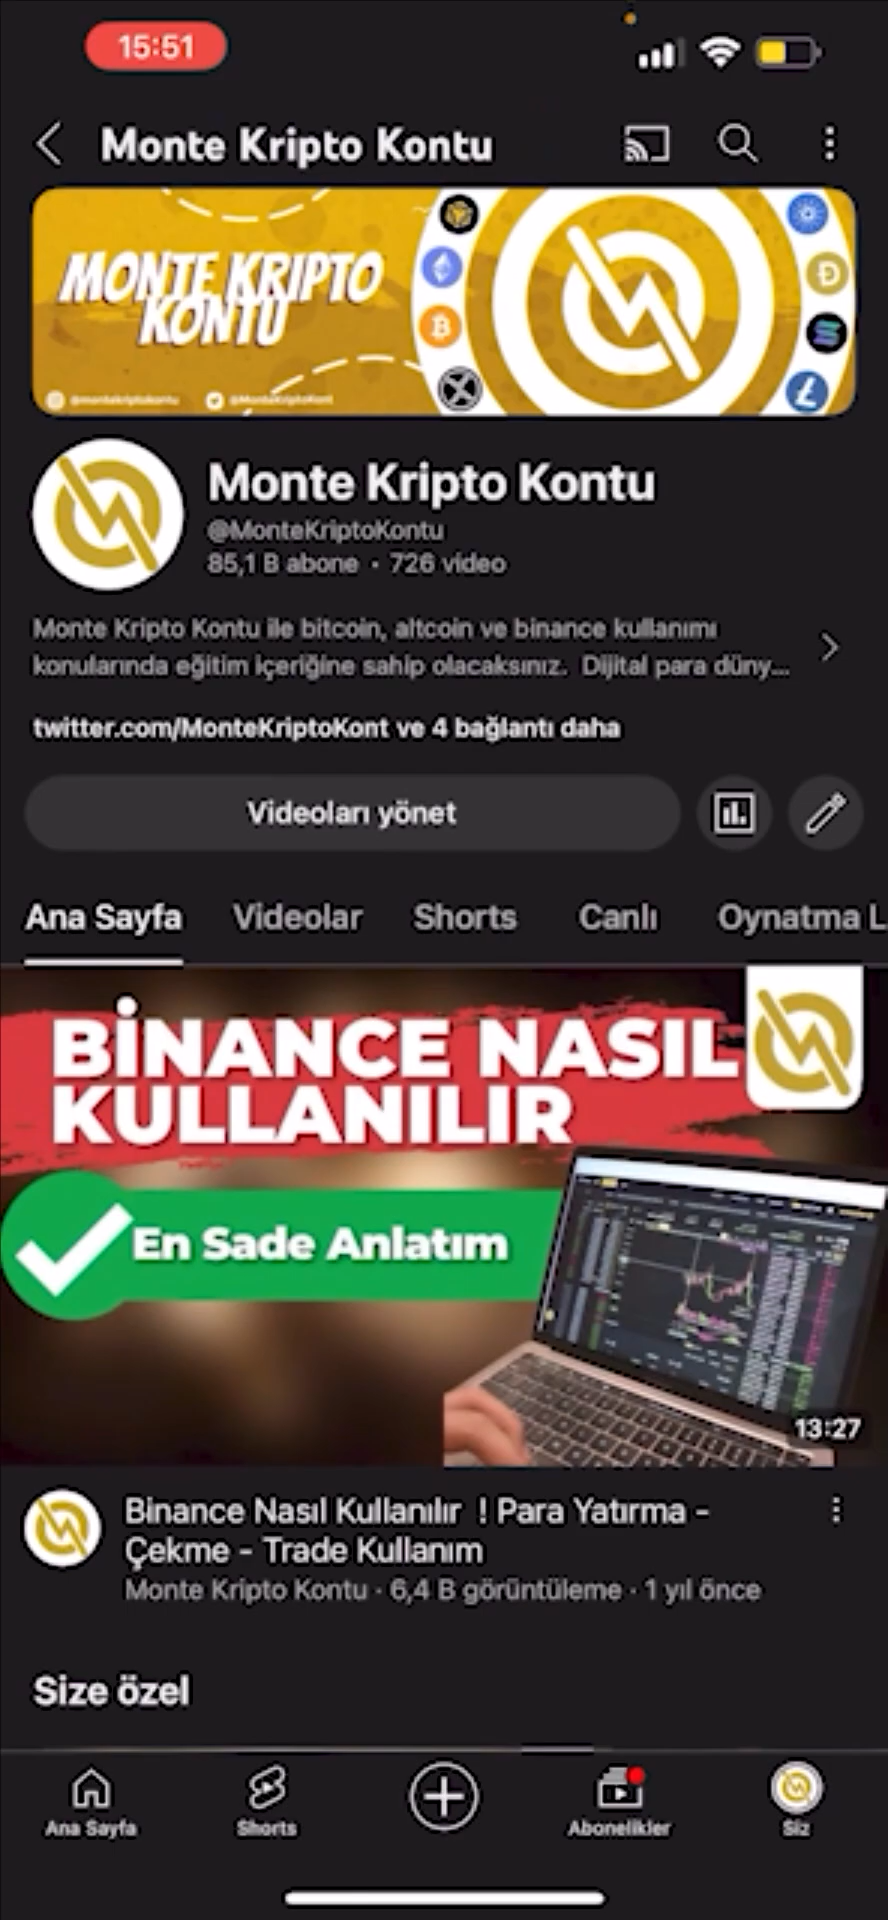 15:51
Monte Kripto Kontu
MONTE KRIPTO
KONTU
@montekriptokontu @MonteKriptoKont
Monte Kripto Kontu
@MonteKriptoKontu
85,1 B abone · 726 video
Monte Kripto Kontu ile bitcoin, altcoin ve binance kullanımı
konularında eğitim içeriğine sahip olacaksınız. Dijital para düny...
twitter.com/MonteKriptoKont ve 4 bağlantı daha
Videoları yönet
Ana Sayfa Videolar Shorts Canlı Oynatma L
BİNANCE NASIL
KULLANILIR
En Sade Anlatım
13:27
Binance Nasıl Kullanılır ! Para Yatırma -
Çekme - Trade Kullanım
Monte Kripto Kontu · 6,4 B görüntüleme · 1 yıl önce
Size özel
Ana Sayfa Shorts Abonelikler Siz